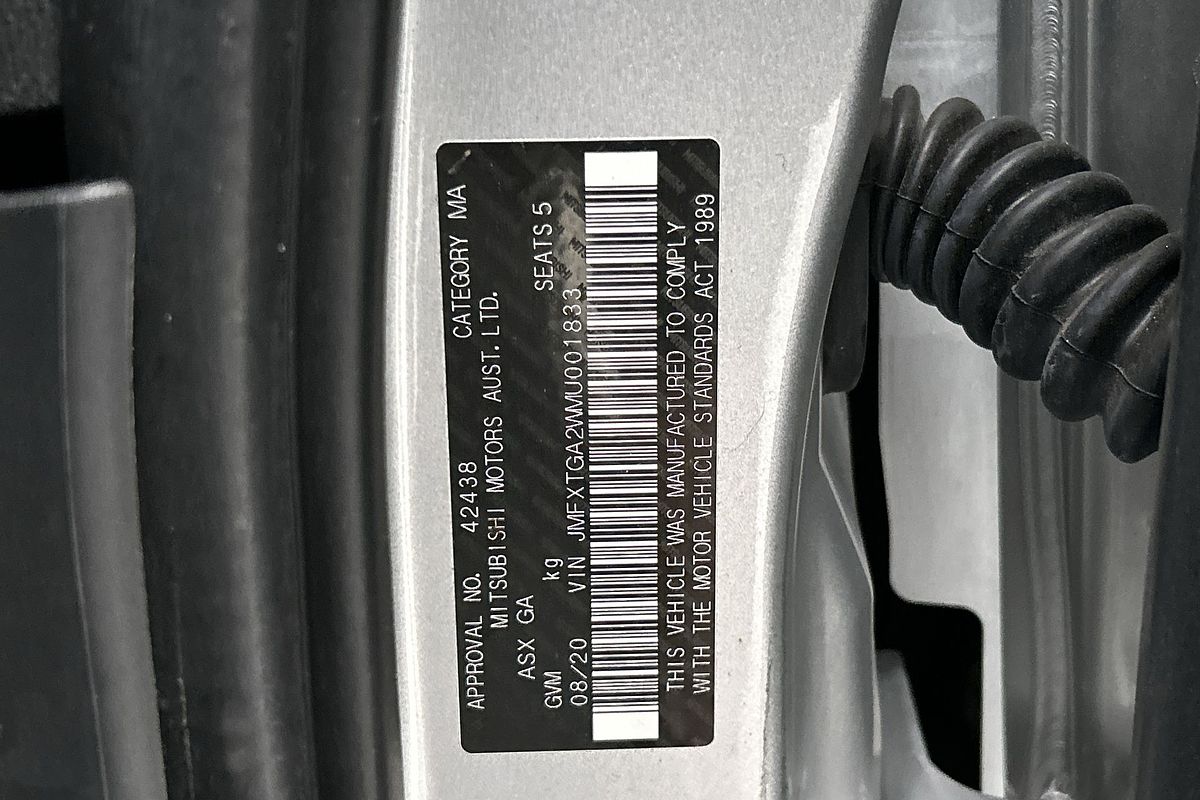 APPROVAL NO. 42438 CATEGORY MA
MITSUBISHI MOTORS AUST.LTD.
ASX GA
GVM kg SEATS 5
08/20 VIN JMFXTGA2WMU001833
THIS VEHICLE WAS MANUFACTURED TO COMPLY
WITH THE MOTOR VEHICLE STANDARDS ACT 1989